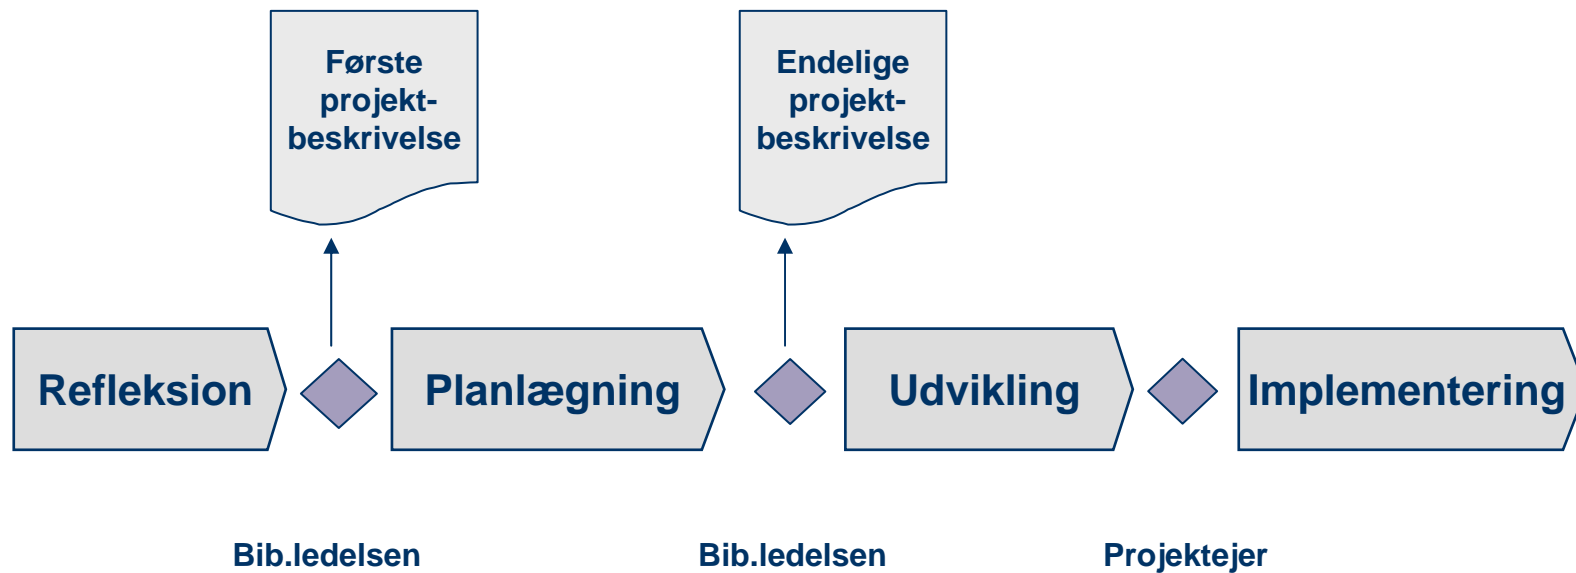 Første
projekt-
beskrivelse
Endelige
projekt-
beskrivelse
Refleksion
Planlægning
Udvikling
Implementering
Bib.ledelsen
Bib.ledelsen
Projektejer